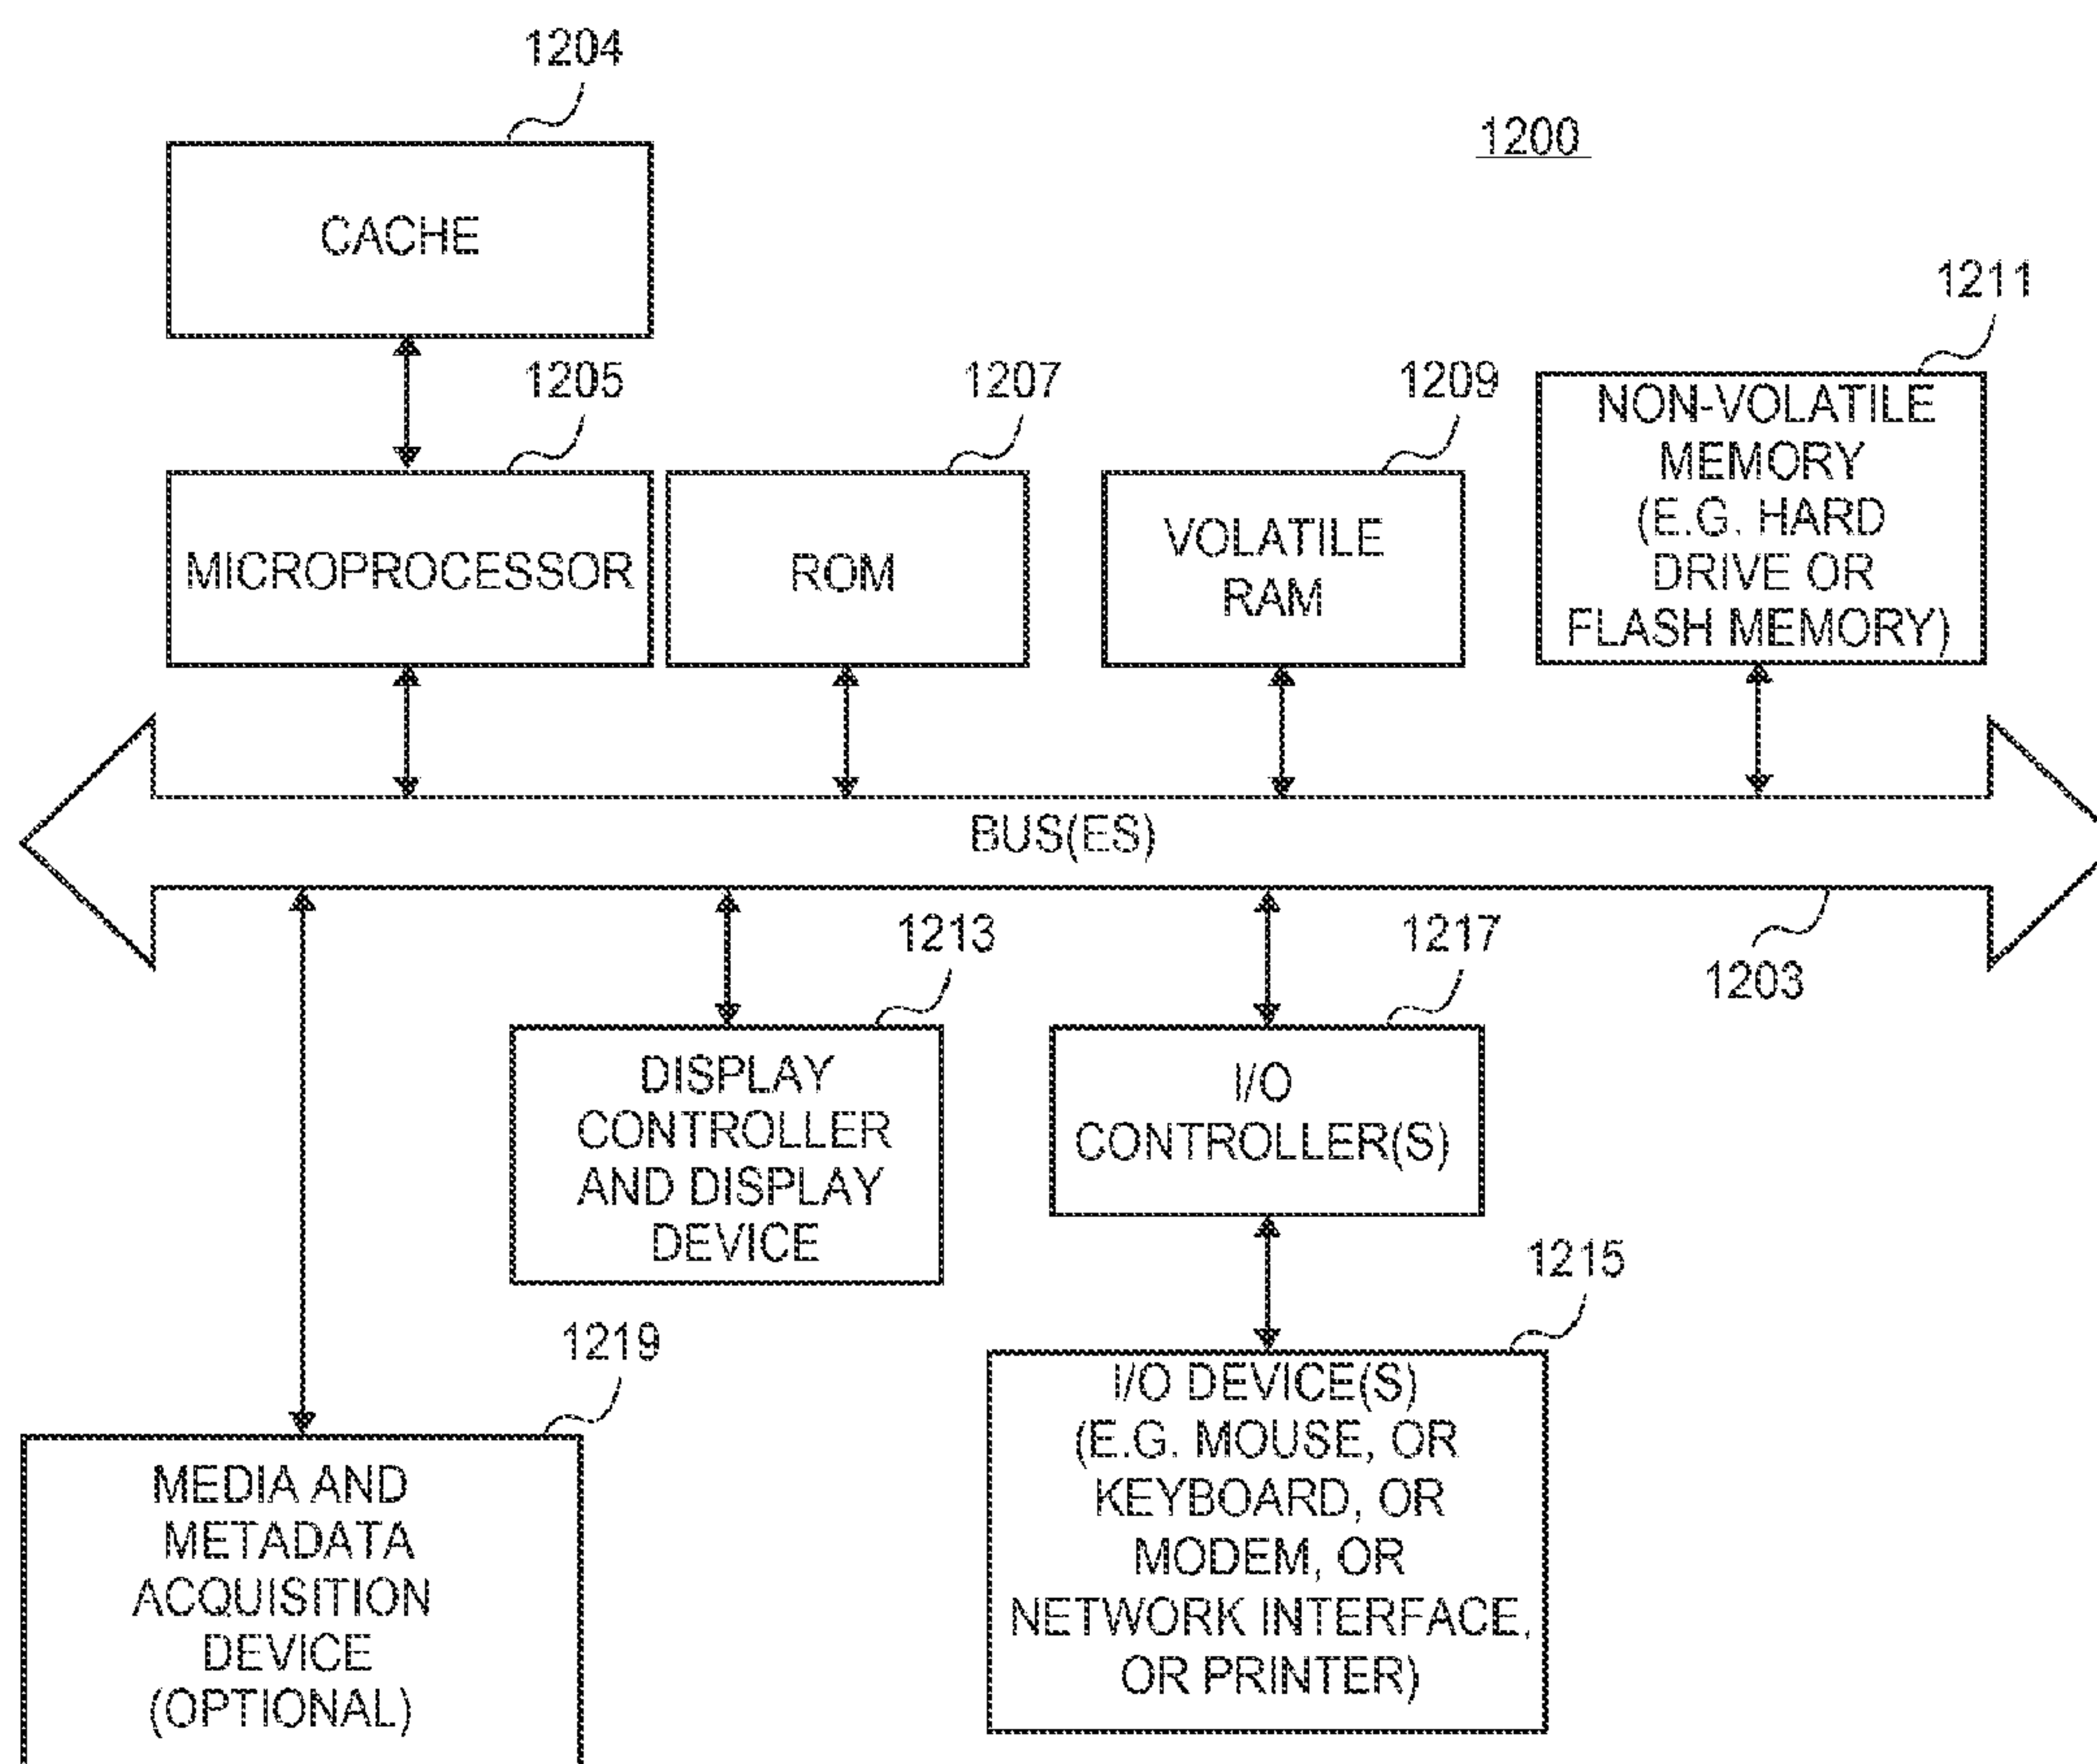 1204
1200
CACHE
1211
1205
1207
1209
NON-VOLATILE
MEMORY
(E.G. HARD
DRIVE OR
FLASH MEMORY)
MICROPROCESSOR
ROM
VOLATILE
RAM
BUS(ES)
1213
1217
1203
DISPLAY
CONTROLLER
AND DISPLAY
DEVICE
I/O
CONTROLLER(S)
1215
1219
I/O DEVICE(S)
(E.G. MOUSE, OR
KEYBOARD, OR
MODEM, OR
NETWORK INTERFACE,
OR PRINTER)
MEDIA AND
METADATA
ACQUISITION
DEVICE
(OPTIONAL)